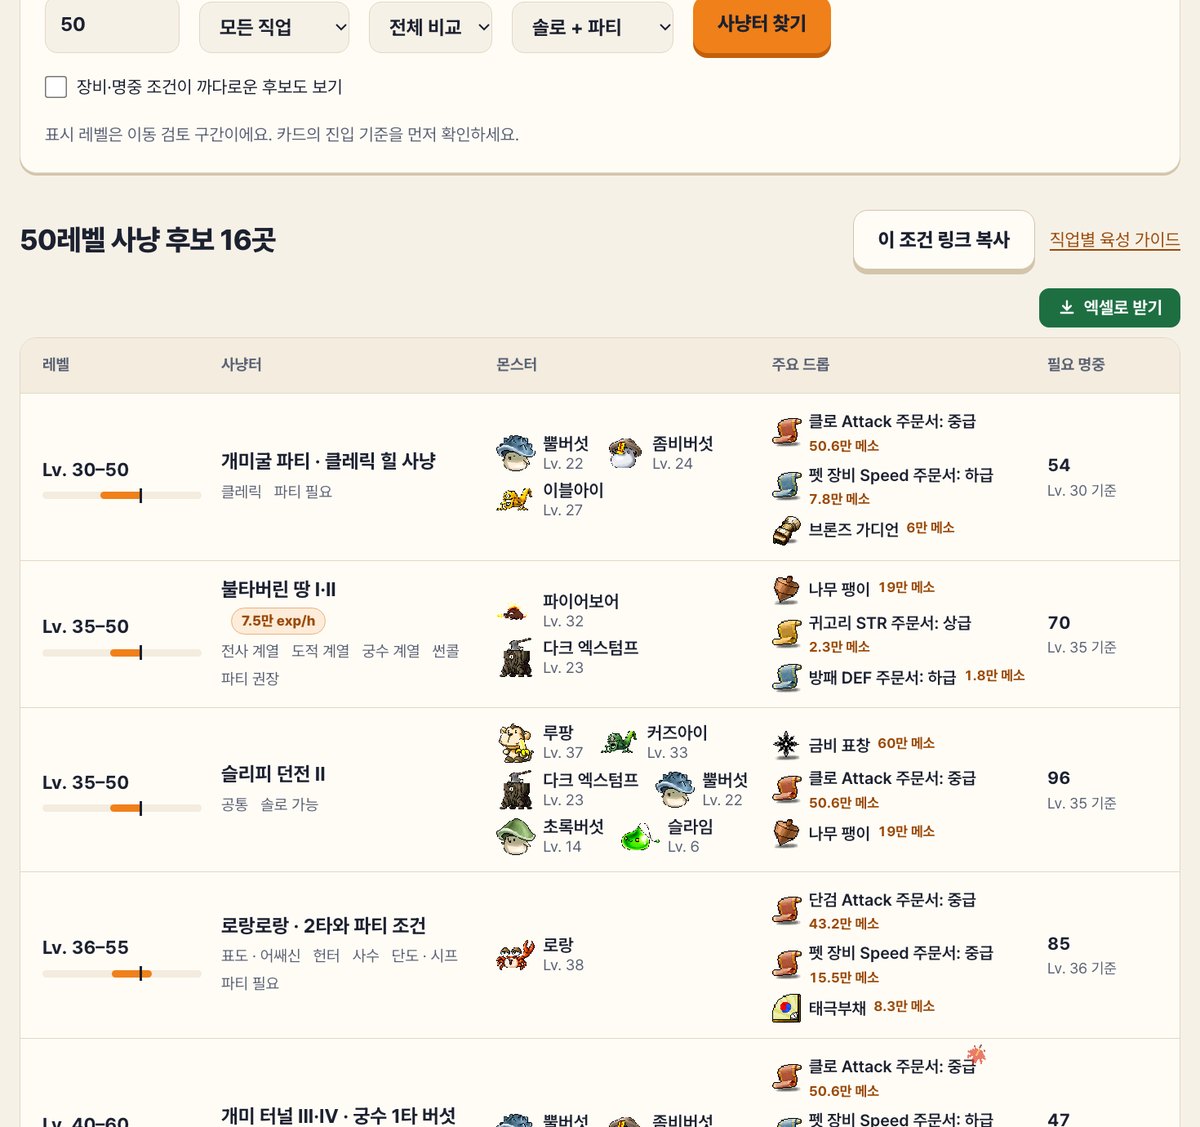 50
모든 직업
전체 비교
솔로 + 파티
사냥터 찾기
장비·명중 조건이 까다로운 후보도 보기
표시 레벨은 이동 검토 구간이에요. 카드의 진입 기준을 먼저 확인하세요.
50레벨 사냥 후보 16곳
이 조건 링크 복사
직업별 육성 가이드
엑셀로 받기
레벨
사냥터
몬스터
주요 드롭
필요 명중
Lv. 30–50
개미굴 파티 · 클레릭 힐 사냥
클레릭 파티 필요
뿔버섯
Lv. 22
좀비버섯
Lv. 24
이블아이
Lv. 27
클로 Attack 주문서: 중급
50.6만 메소
펫 장비 Speed 주문서: 하급
7.8만 메소
브론즈 가디언 6만 메소
54
Lv. 30 기준
Lv. 35–50
불타버린 땅 I·II
7.5만 exp/h
전사 계열 도적 계열 궁수 계열 썬콜
파티 권장
파이어보어
Lv. 32
다크 엑스텀프
Lv. 23
나무 팽이 19만 메소
귀고리 STR 주문서: 상급
2.3만 메소
방패 DEF 주문서: 하급 1.8만 메소
70
Lv. 35 기준
Lv. 35–50
슬리피 던전 II
공통 솔로 가능
루팡
Lv. 37
커즈아이
Lv. 33
다크 엑스텀프
Lv. 23
뿔버섯
Lv. 22
초록버섯
Lv. 14
슬라임
Lv. 6
금비 표창 60만 메소
클로 Attack 주문서: 중급
50.6만 메소
나무 팽이 19만 메소
96
Lv. 35 기준
Lv. 36–55
로랑로랑 · 2타와 파티 조건
표도 · 어쌔신 헌터 사수 단도 · 시프
파티 필요
로랑
Lv. 38
단검 Attack 주문서: 중급
43.2만 메소
펫 장비 Speed 주문서: 중급
15.5만 메소
태극부채 8.3만 메소
85
Lv. 36 기준
Lv. 40–60
개미 터널 III·IV · 궁수 1타 버섯
뿔버섯
좀비버섯
클로 Attack 주문서: 중급
50.6만 메소
펫 장비 Speed 주문서: 하급
47